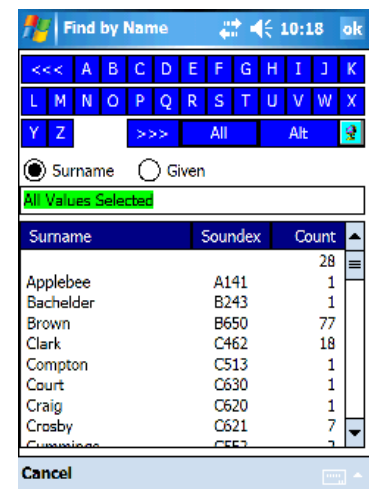 Find by Name 10:18 ok
<<< A B C D E F G H I J K
L M N O P Q R S T U V W X
Y Z >>> All Alt
Surname Given
All Values Selected
Surname Soundex Count
28
Applebee A141 1
Bachelder B243 1
Brown B650 77
Clark C462 18
Compton C513 1
Court C630 1
Craig C620 1
Crosby C621 7
Cummings C552
Cancel